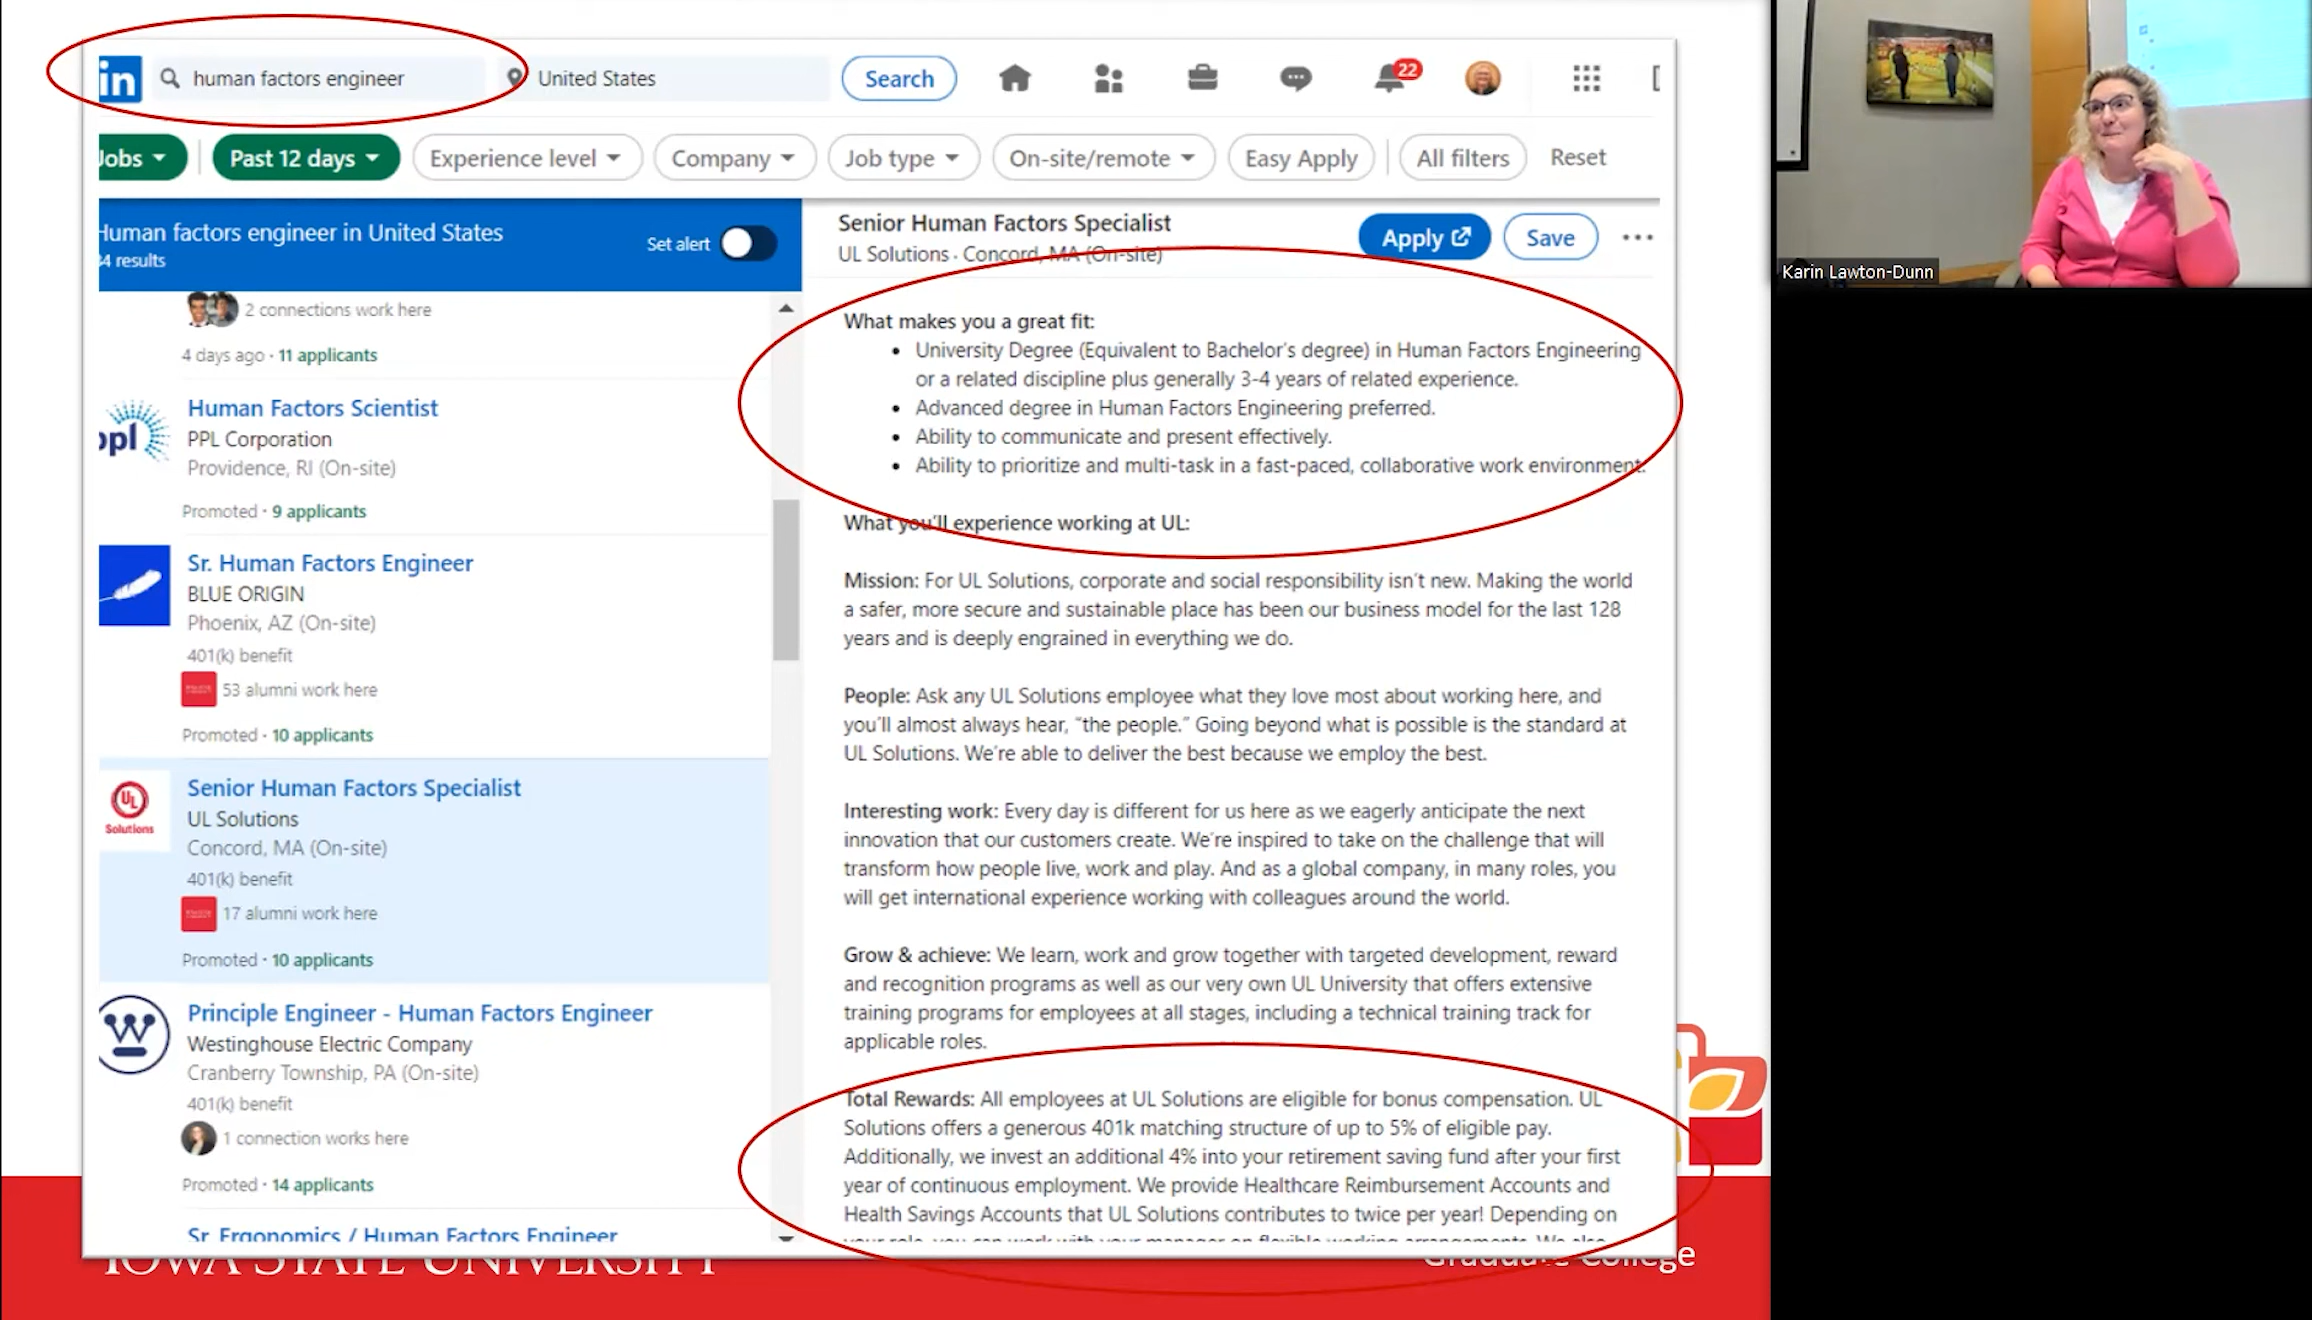 in
human factors engineer
United States
Search
22
Jobs
Past 12 days
Experience level
Company
Job type
On-site/remote
Easy Apply
All filters
Reset
Human factors engineer in United States
4 results
Set alert
2 connections work here
4 days ago · 11 applicants
ppl
Human Factors Scientist
PPL Corporation
Providence, RI (On-site)
Promoted · 9 applicants
Sr. Human Factors Engineer
BLUE ORIGIN
Phoenix, AZ (On-site)
401(k) benefit
53 alumni work here
Promoted · 10 applicants
UL
Solutions
Senior Human Factors Specialist
UL Solutions
Concord, MA (On-site)
401(k) benefit
17 alumni work here
Promoted · 10 applicants
W
Principle Engineer - Human Factors Engineer
Westinghouse Electric Company
Cranberry Township, PA (On-site)
401(k) benefit
1 connection works here
Promoted · 14 applicants
Sr. Ergonomics / Human Factors Engineer
Senior Human Factors Specialist
UL Solutions · Concord, MA (On-site)
Apply
Save
What makes you a great fit:
• University Degree (Equivalent to Bachelor's degree) in Human Factors Engineering
or a related discipline plus generally 3-4 years of related experience.
• Advanced degree in Human Factors Engineering preferred.
• Ability to communicate and present effectively.
• Ability to prioritize and multi-task in a fast-paced, collaborative work environment.
What you'll experience working at UL:
Mission: For UL Solutions, corporate and social responsibility isn't new. Making the world
a safer, more secure and sustainable place has been our business model for the last 128
years and is deeply engrained in everything we do.
People: Ask any UL Solutions employee what they love most about working here, and
you'll almost always hear, "the people." Going beyond what is possible is the standard at
UL Solutions. We're able to deliver the best because we employ the best.
Interesting work: Every day is different for us here as we eagerly anticipate the next
innovation that our customers create. We're inspired to take on the challenge that will
transform how people live, work and play. And as a global company, in many roles, you
will get international experience working with colleagues around the world.
Grow & achieve: We learn, work and grow together with targeted development, reward
and recognition programs as well as our very own UL University that offers extensive
training programs for employees at all stages, including a technical training track for
applicable roles.
Total Rewards: All employees at UL Solutions are eligible for bonus compensation. UL
Solutions offers a generous 401k matching structure of up to 5% of eligible pay.
Additionally, we invest an additional 4% into your retirement saving fund after your first
year of continuous employment. We provide Healthcare Reimbursement Accounts and
Health Savings Accounts that UL Solutions contributes to twice per year! Depending on
your role, you can work with your manager on flexible working arrangements. We also
IOWA STATE UNIVERSITY
Graduate College
Karin Lawton-Dunn